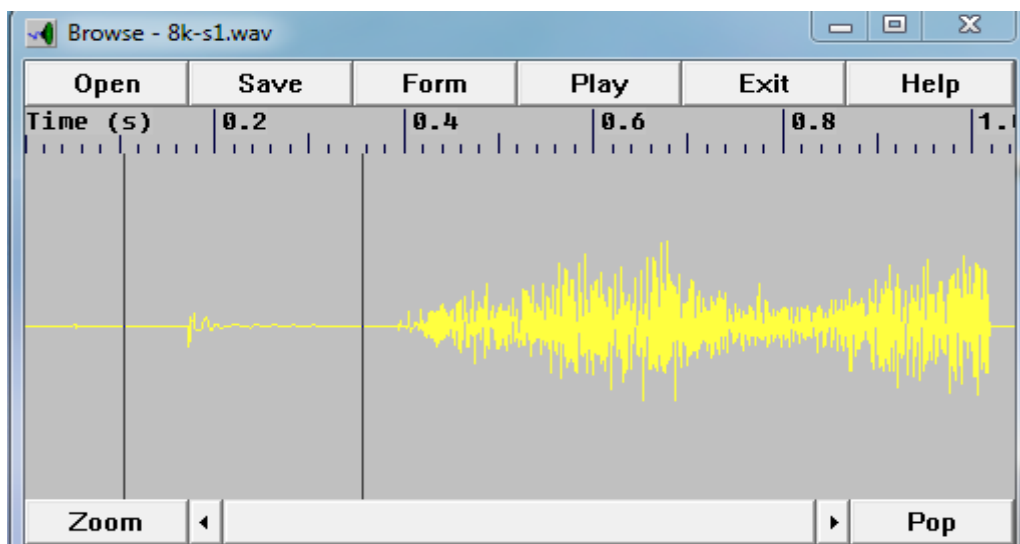 Browse - 8k-s1.wav
Open Save Form Play Exit Help
Time (s) 0.2 0.4 0.6 0.8 1.
Zoom Pop